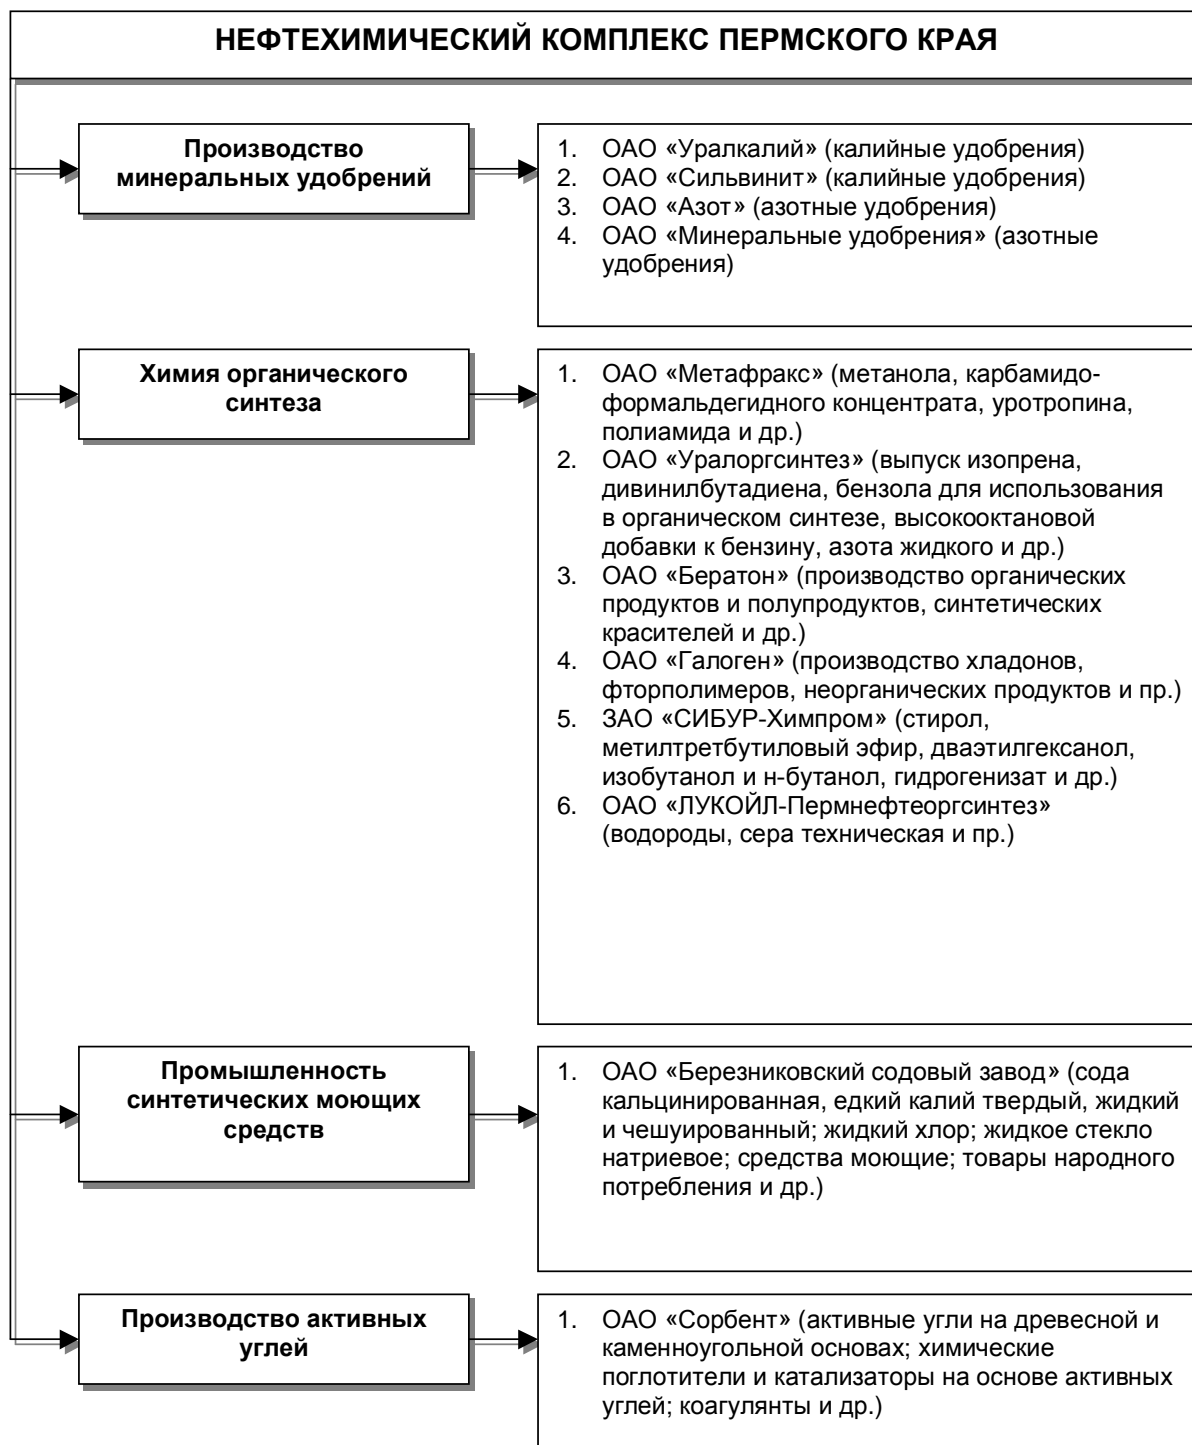 НЕФТЕХИМИЧЕСКИЙ КОМПЛЕКС ПЕРМСКОГО КРАЯ
Производство
минеральных удобрений
1. ОАО «Уралкалий» (калийные удобрения)
2. ОАО «Сильвинит» (калийные удобрения)
3. ОАО «Азот» (азотные удобрения)
4. ОАО «Минеральные удобрения» (азотные
удобрения)
Химия органического
синтеза
1. ОАО «Метафракс» (метанола, карбамидо-
формальдегидного концентрата, уротропина,
полиамида и др.)
2. ОАО «Уралоргсинтез» (выпуск изопрена,
дивинилбутадиена, бензола для использования
в органическом синтезе, высокооктановой
добавки к бензину, азота жидкого и др.)
3. ОАО «Бератон» (производство органических
продуктов и полупродуктов, синтетических
красителей и др.)
4. ОАО «Галоген» (производство хладонов,
фторполимеров, неорганических продуктов и пр.)
5. ЗАО «СИБУР-Химпром» (стирол,
метилтретбутиловый эфир, дваэтилгексанол,
изобутанол и н-бутанол, гидрогенизат и др.)
6. ОАО «ЛУКОЙЛ-Пермнефтеоргсинтез»
(водороды, сера техническая и пр.)
Промышленность
синтетических моющих
средств
1. ОАО «Березниковский содовый завод» (сода
кальцинированная, едкий калий твердый, жидкий
и чешуированный; жидкий хлор; жидкое стекло
натриевое; средства моющие; товары народного
потребления и др.)
Производство активных
углей
1. ОАО «Сорбент» (активные угли на древесной и
каменноугольной основах; химические
поглотители и катализаторы на основе активных
углей; коагулянты и др.)